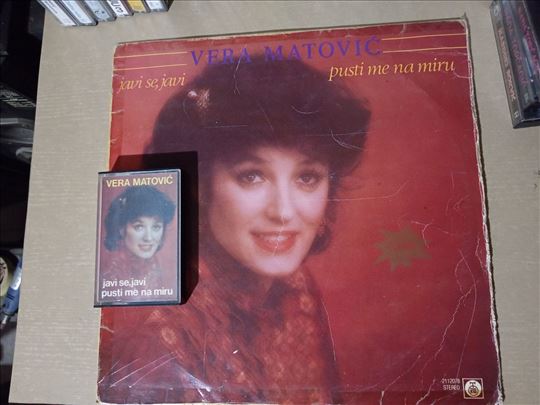 VERA MATOVIĆ
javi se, javi
pusti me na miru
VERA MATOVIĆ
javi se, javi
pusti me na miru
2112078
STEREO